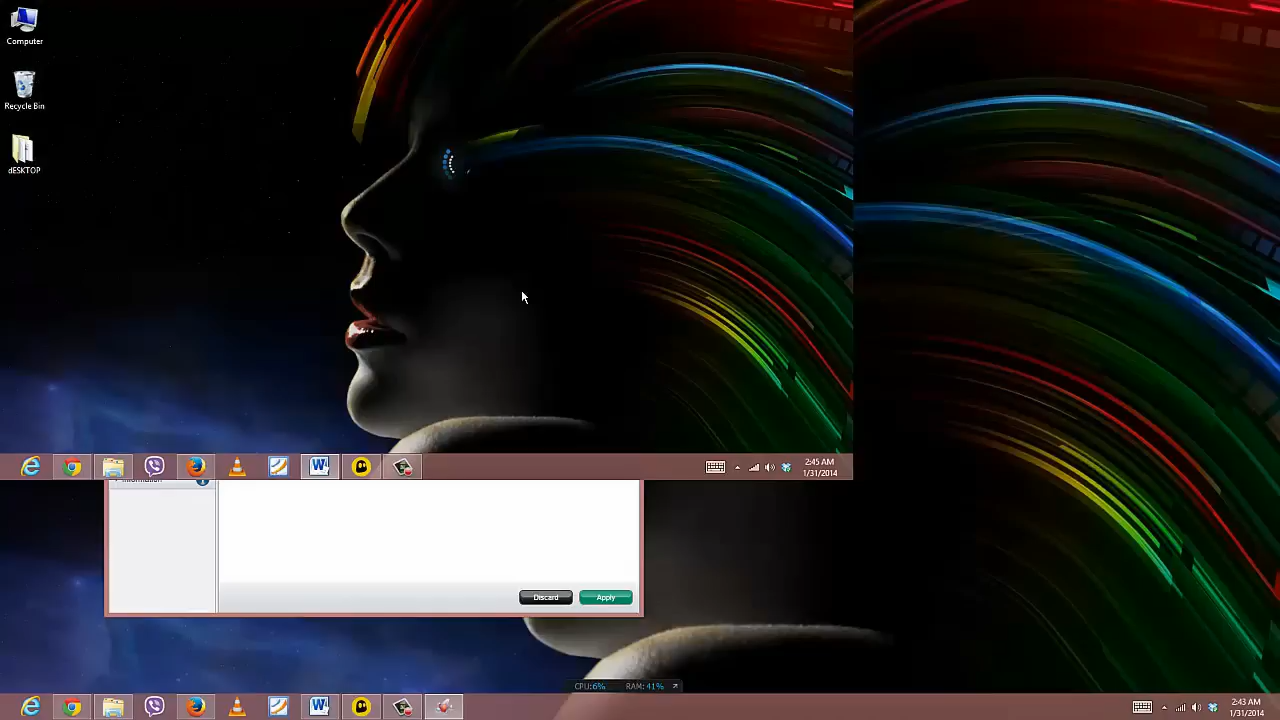 Computer
Recycle Bin
dESKTOP
2:45 AM
1/31/2014
Information
Discard
Apply
CPU:6% RAM: 41%
2:43 AM
1/31/2014